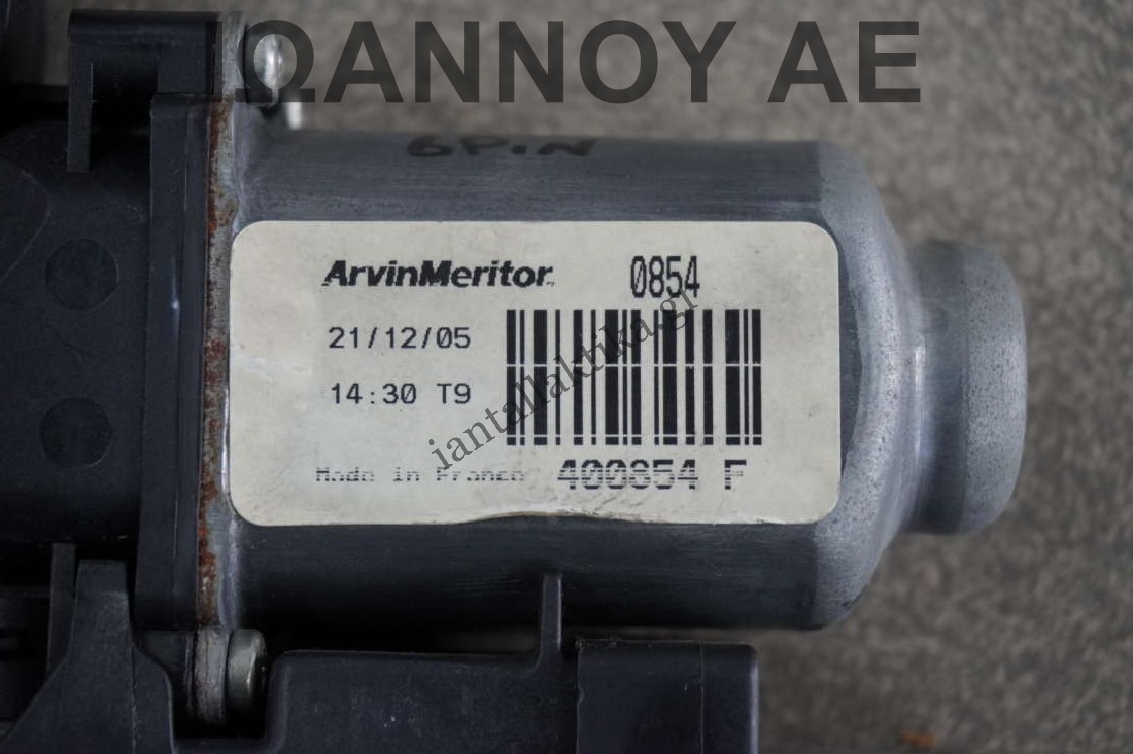 ΙΩΑΝΝΟΥ ΑΕ
6PiN
ArvinMeritor 0854
21/12/05
14:30 T9
iantallaktika.gr
Made in France 400854 F